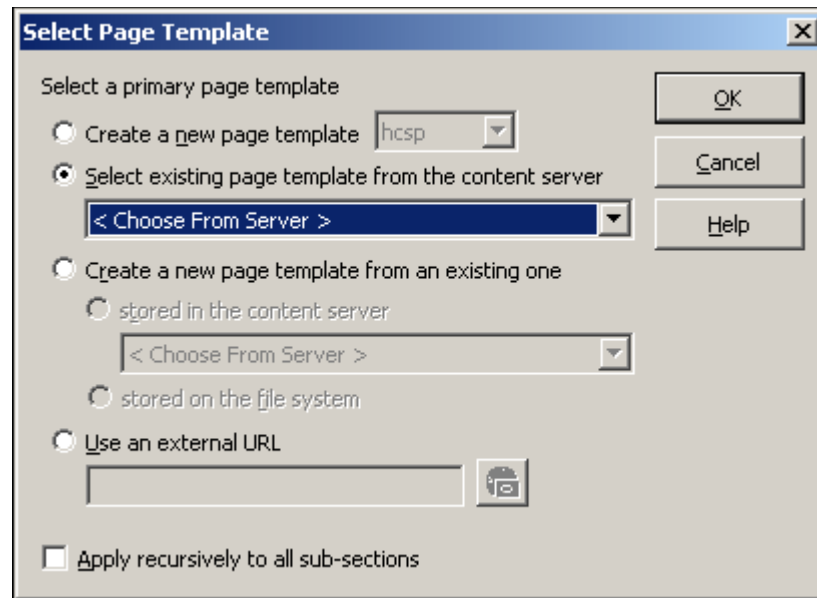 Select Page Template
Select a primary page template
OK
Create a new page template hcsp
Select existing page template from the content server
Cancel
< Choose From Server >
Help
Create a new page template from an existing one
stored in the content server
< Choose From Server >
stored on the file system
Use an external URL
Apply recursively to all sub-sections